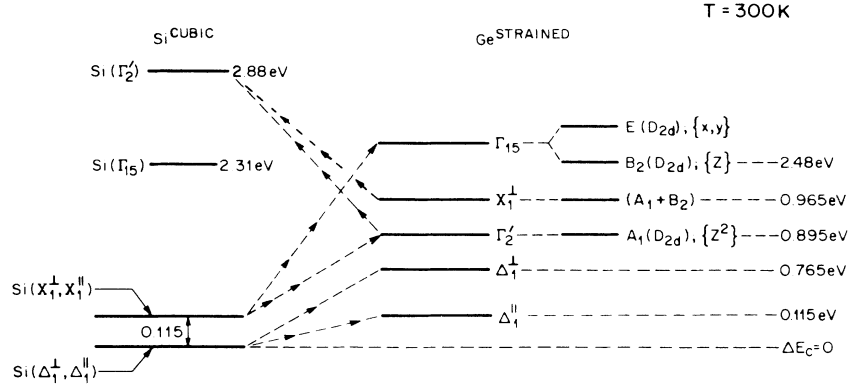 T = 300K
Si^CUBIC Ge^STRAINED
Si(Γ2′) 2.88eV
Γ15 E(D2d), {x,y}
B2(D2d), {Z} 2.48eV
Si(Γ15) 2.31eV
X1^⊥ (A1+B2) 0.965eV
Γ2′ A1(D2d), {Z²} 0.895eV
Δ1^⊥ 0.765eV
Si(X1^⊥, X1^∥)
Δ1^∥ 0.115eV
0.115
Si(Δ1^⊥, Δ1^∥) ΔEC=0